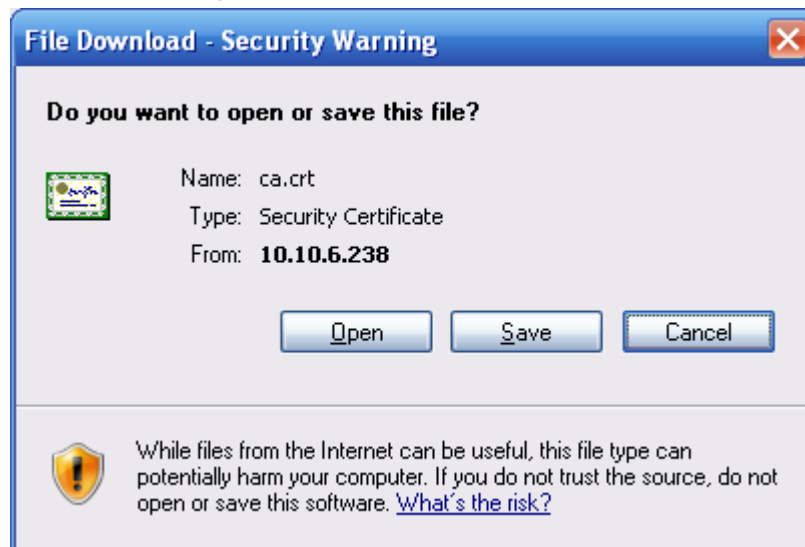 File Download - Security Warning
Do you want to open or save this file?
Name: ca.crt
Type: Security Certificate
From: 10.10.6.238
Open Save Cancel
While files from the Internet can be useful, this file type can
potentially harm your computer. If you do not trust the source, do not
open or save this software. What's the risk?